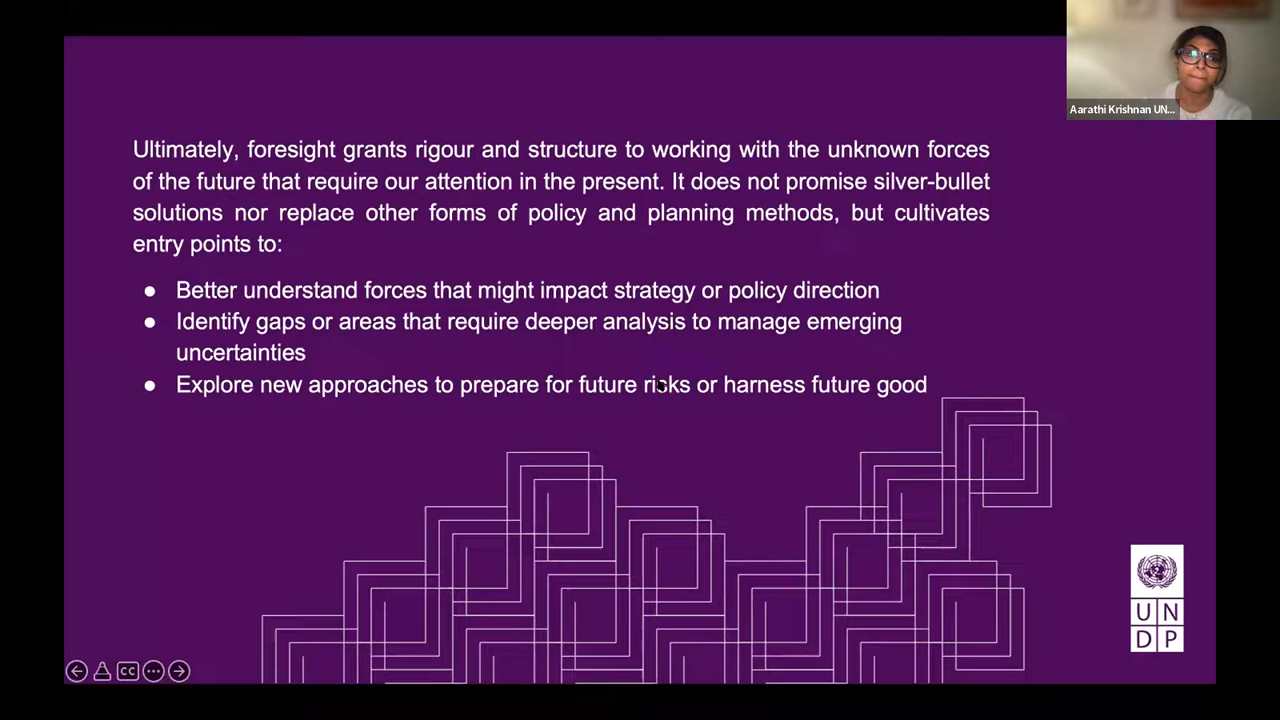 Aarathi Krishnan UN...
Ultimately, foresight grants rigour and structure to working with the unknown forces
of the future that require our attention in the present. It does not promise silver-bullet
solutions nor replace other forms of policy and planning methods, but cultivates
entry points to:
● Better understand forces that might impact strategy or policy direction
● Identify gaps or areas that require deeper analysis to manage emerging
uncertainties
● Explore new approaches to prepare for future risks or harness future good
U N
D P
CC